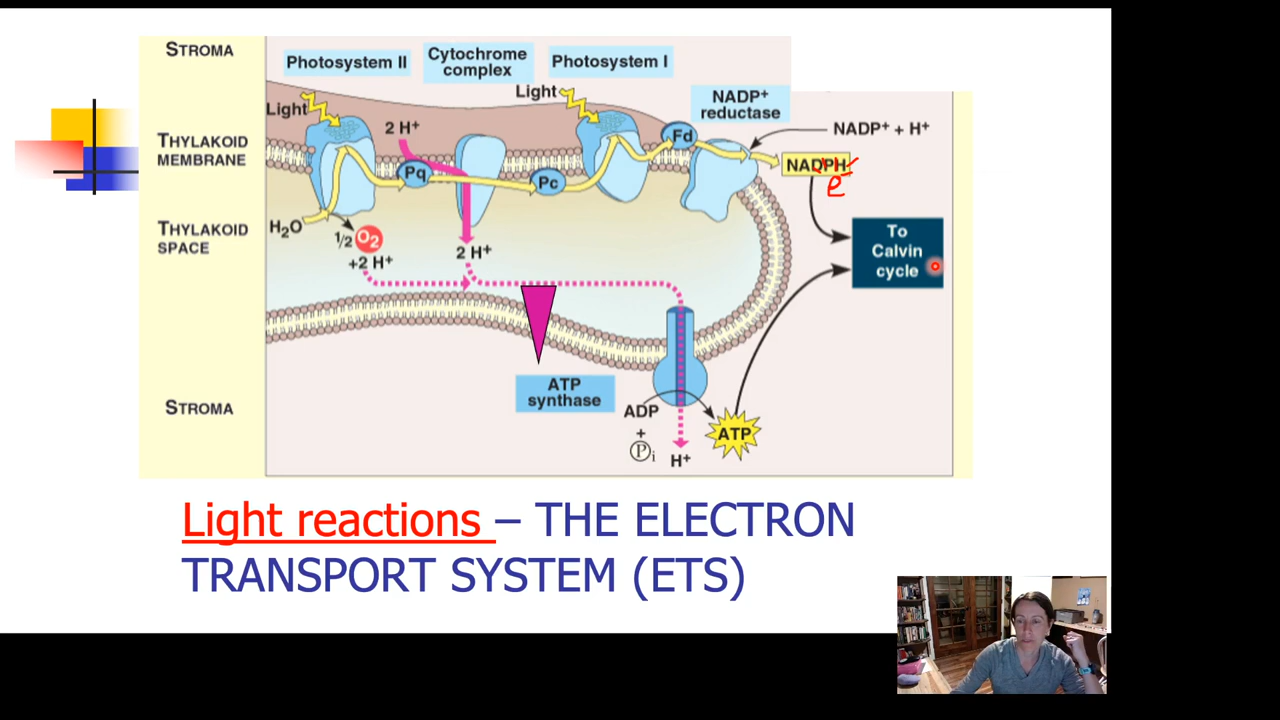 STROMA
Photosystem II
Cytochrome
complex
Photosystem I
Light
Light
NADP+
reductase
2 H+
Fd
NADP+ + H+
THYLAKOID
MEMBRANE
NADPH
e
Pq
Pc
THYLAKOID
SPACE
H2O
1/2 O2
+2 H+
2 H+
To
Calvin
cycle
ATP
synthase
STROMA
ADP
+
Pi
H+
ATP
Light reactions – THE ELECTRON
TRANSPORT SYSTEM (ETS)